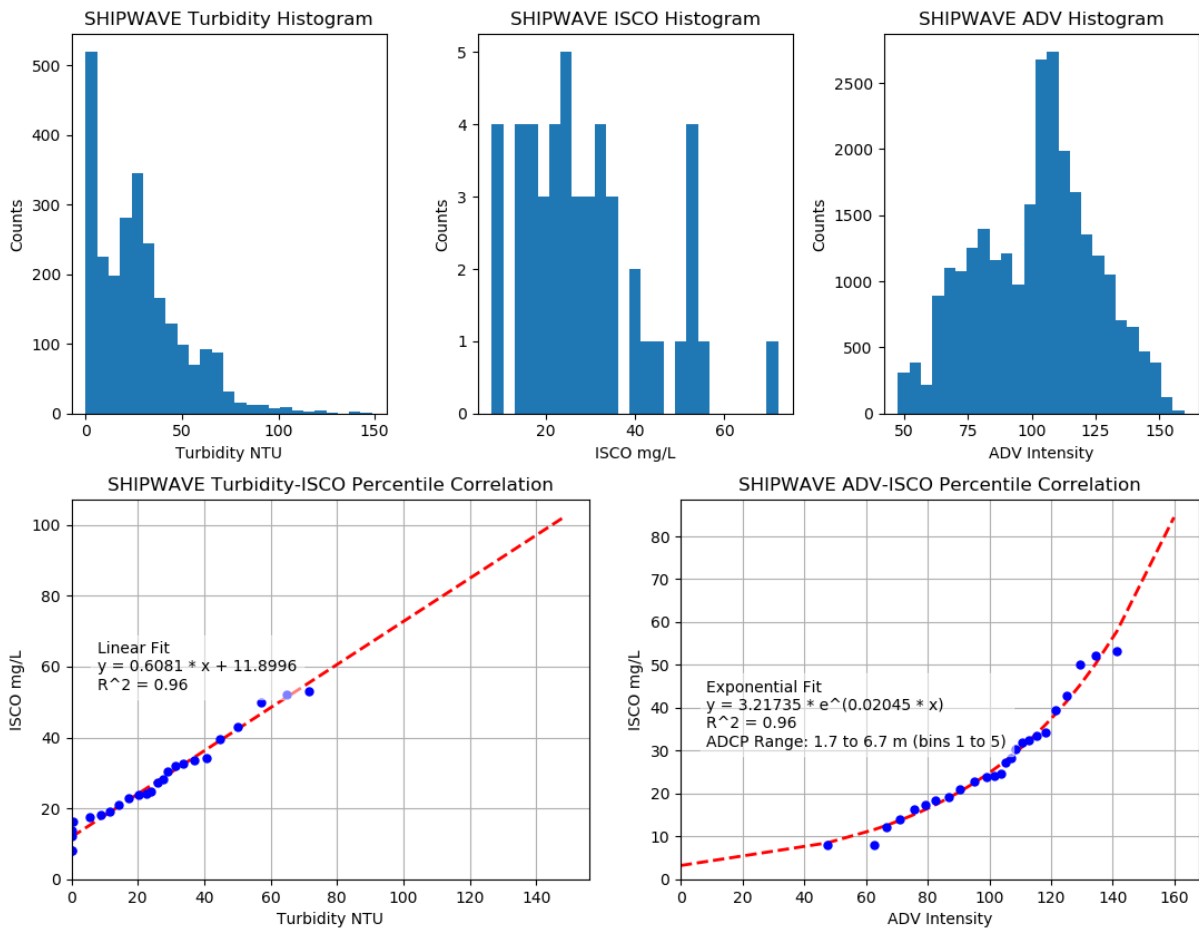 SHIPWAVE Turbidity Histogram
500
400
300
200
100
0
Counts
0 50 100 150
Turbidity NTU
SHIPWAVE ISCO Histogram
5
4
3
2
1
0
Counts
20 40 60
ISCO mg/L
SHIPWAVE ADV Histogram
2500
2000
1500
1000
500
0
Counts
50 75 100 125 150
ADV Intensity
SHIPWAVE Turbidity-ISCO Percentile Correlation
100
80
60
40
20
0
ISCO mg/L
Linear Fit
y = 0.6081 * x + 11.8996
R^2 = 0.96
0 20 40 60 80 100 120 140
Turbidity NTU
SHIPWAVE ADV-ISCO Percentile Correlation
80
70
60
50
40
30
20
10
0
ISCO mg/L
Exponential Fit
y = 3.21735 * e^(0.02045 * x)
R^2 = 0.96
ADCP Range: 1.7 to 6.7 m (bins 1 to 5)
0 20 40 60 80 100 120 140 160
ADV Intensity